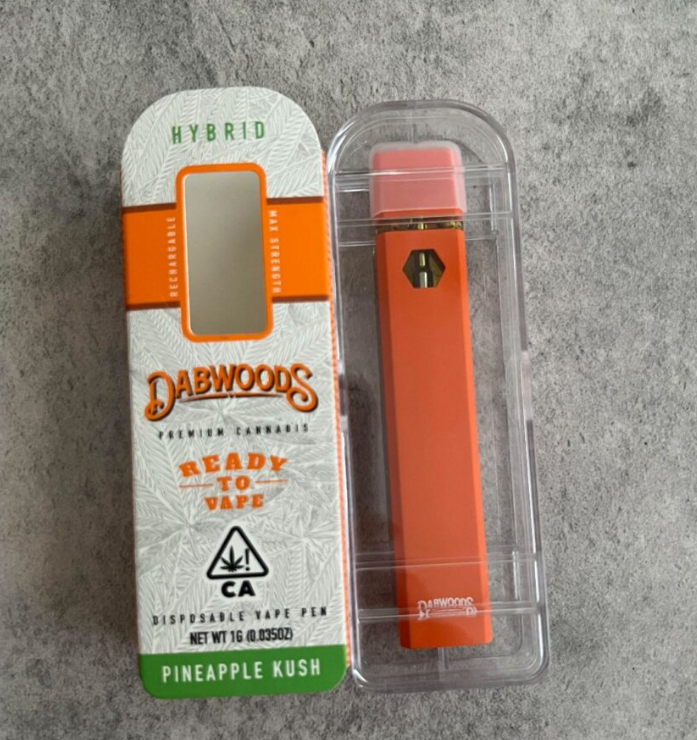 HYBRID
RECHARGABLE
MAX STRENGTH
DABWOODS
PREMIUM CANNABIS
READY
TO
VAPE
!
CA
DISPOSABLE VAPE PEN
NET WT 1G (0.035OZ)
PINEAPPLE KUSH
DABWOODS